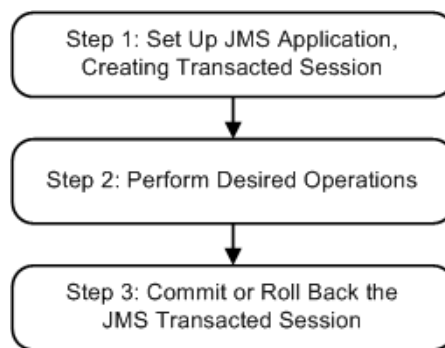 Step 1: Set Up JMS Application,
Creating Transacted Session
Step 2: Perform Desired Operations
Step 3: Commit or Roll Back the
JMS Transacted Session